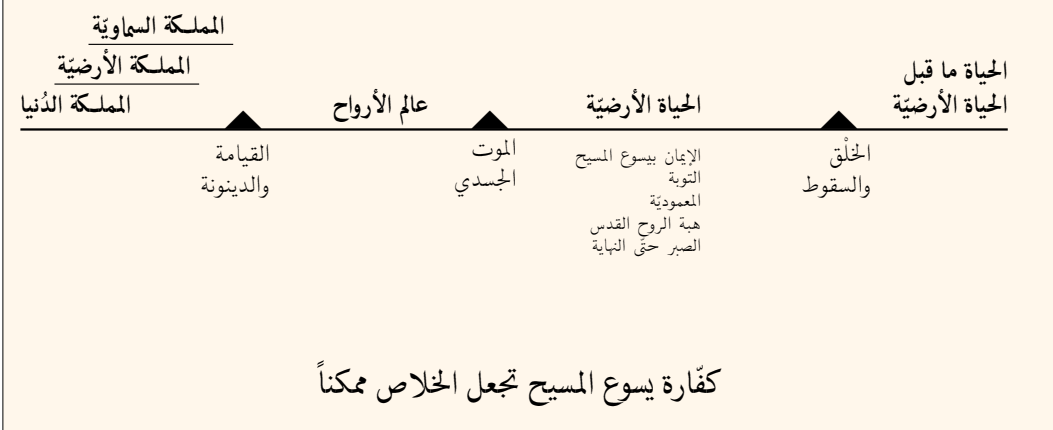 الحياة ما قبل
الحياة الأرضيّة
الخلْق
والسقوط
الحياة الأرضيّة
الإيمان بيسوع المسيح
التوبة
المعموديّة
هبة الروح القدس
الصبر حتّى النهاية
الموت
الجسدي
عالم الأرواح
القيامة
والدينونة
المملكة السماويّة
المملكة الأرضيّة
المملكة الدُنيا
كفّارة يسوع المسيح تجعل الخلاص ممكناً